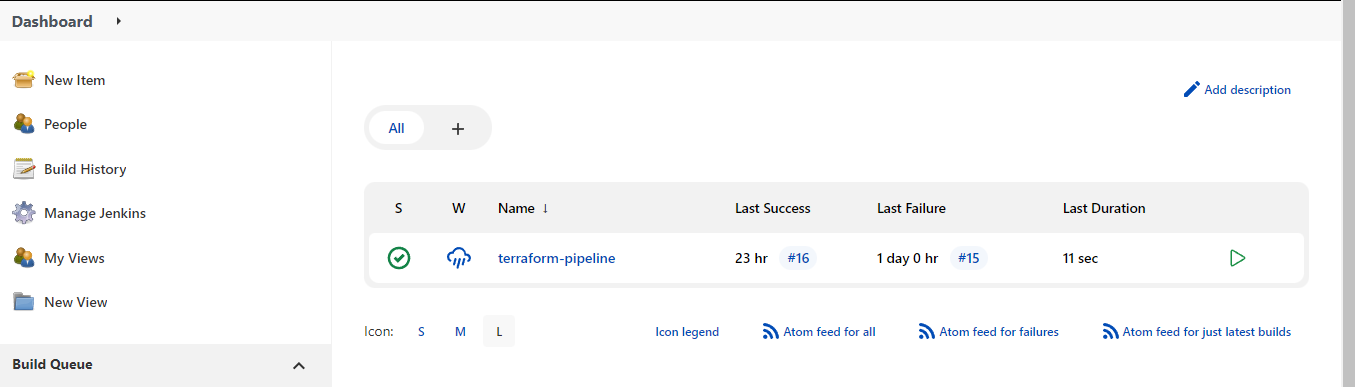 Dashboard
New Item
People
Build History
Manage Jenkins
My Views
New View
Build Queue
Add description
All +
S W Name ↓ Last Success Last Failure Last Duration
terraform-pipeline 23 hr #16 1 day 0 hr #15 11 sec
Icon: S M L Icon legend Atom feed for all Atom feed for failures Atom feed for just latest builds